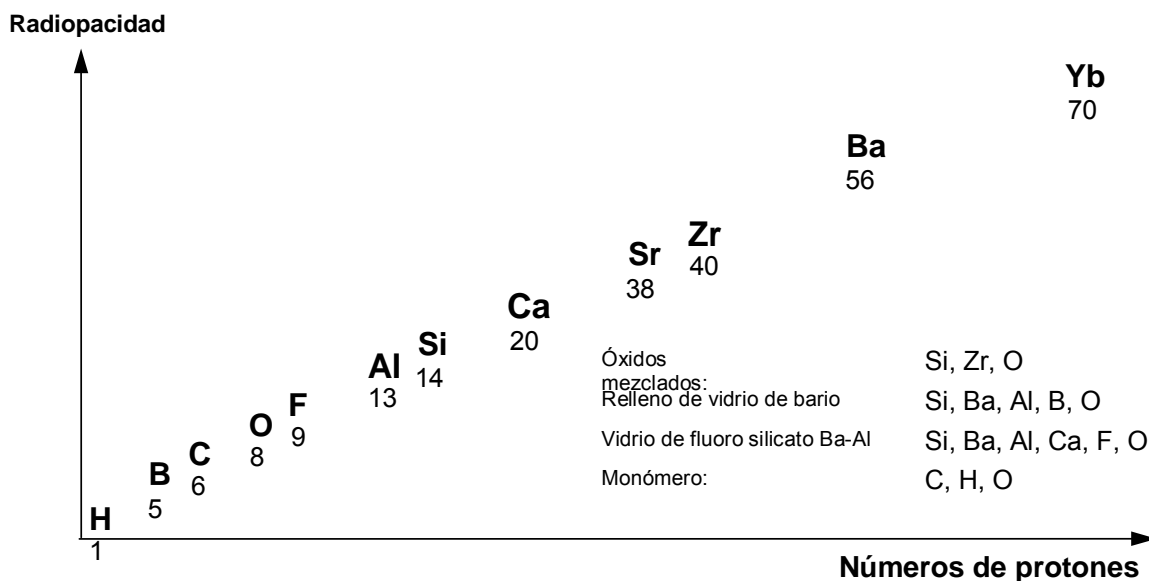 Radiopacidad
Yb
70
Ba
56
Zr
40
Sr
38
Ca
20
Si
14
Al
13
F
9
O
8
C
6
B
5
H
1
Óxidos
mezclados:
Si, Zr, O
Relleno de vidrio de bario
Si, Ba, Al, B, O
Vidrio de fluoro silicato Ba-Al
Si, Ba, Al, Ca, F, O
Monómero:
C, H, O
Números de protones